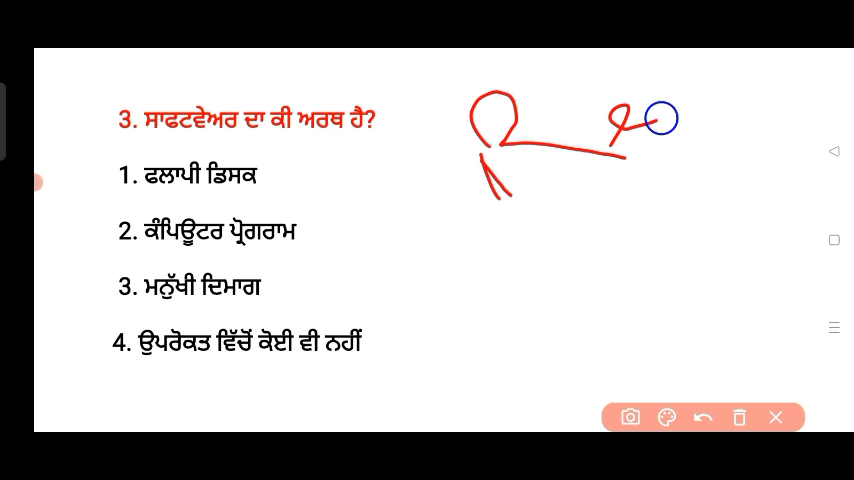 3. ਸਾਫਟਵੇਅਰ ਦਾ ਕੀ ਅਰਥ ਹੈ?
1. ਫਲਾਪੀ ਡਿਸਕ
2. ਕੰਪਿਊਟਰ ਪ੍ਰੋਗਰਾਮ
3. ਮਨੁੱਖੀ ਦਿਮਾਗ
4. ਉਪਰੋਕਤ ਵਿੱਚੋਂ ਕੋਈ ਵੀ ਨਹੀਂ